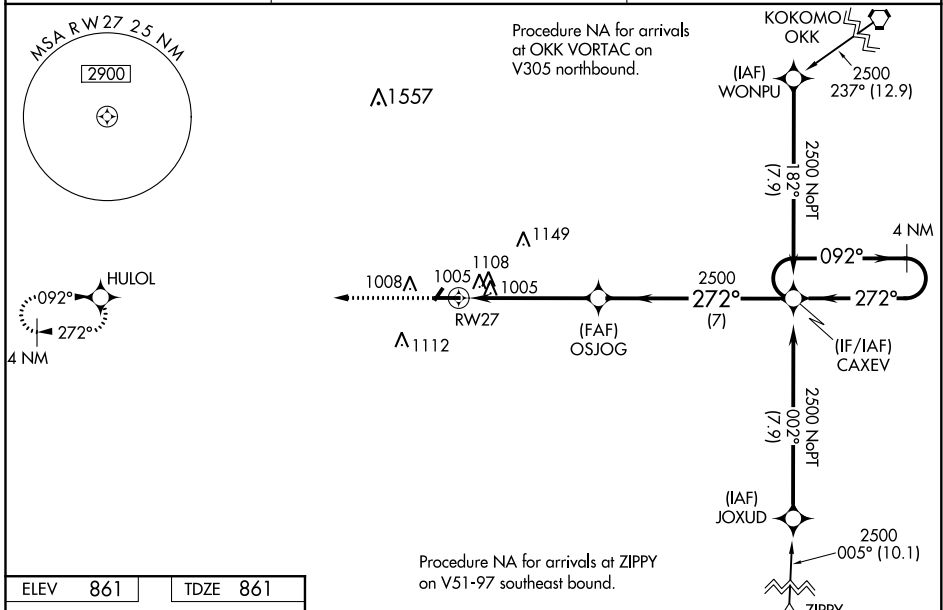 MSA RW27 25 NM
2900
Procedure NA for arrivals
at OKK VORTAC on
V305 northbound.
KOKOMO
OKK
2500
237° (12.9)
(IAF)
WONPU
1557
2500 NoPT
182°
(7.9)
4 NM
092°
272°
1149
1108
1008
1005
1005
RW27
2500
272°
(7)
(FAF)
OSJOG
(IF/IAF)
CAXEV
HULOL
092°
272°
4 NM
1112
2500 NoPT
002°
(7.9)
(IAF)
JOXUD
2500
005° (10.1)
Procedure NA for arrivals at ZIPPY
on V51-97 southeast bound.
ZIPPY
ELEV 861
TDZE 861